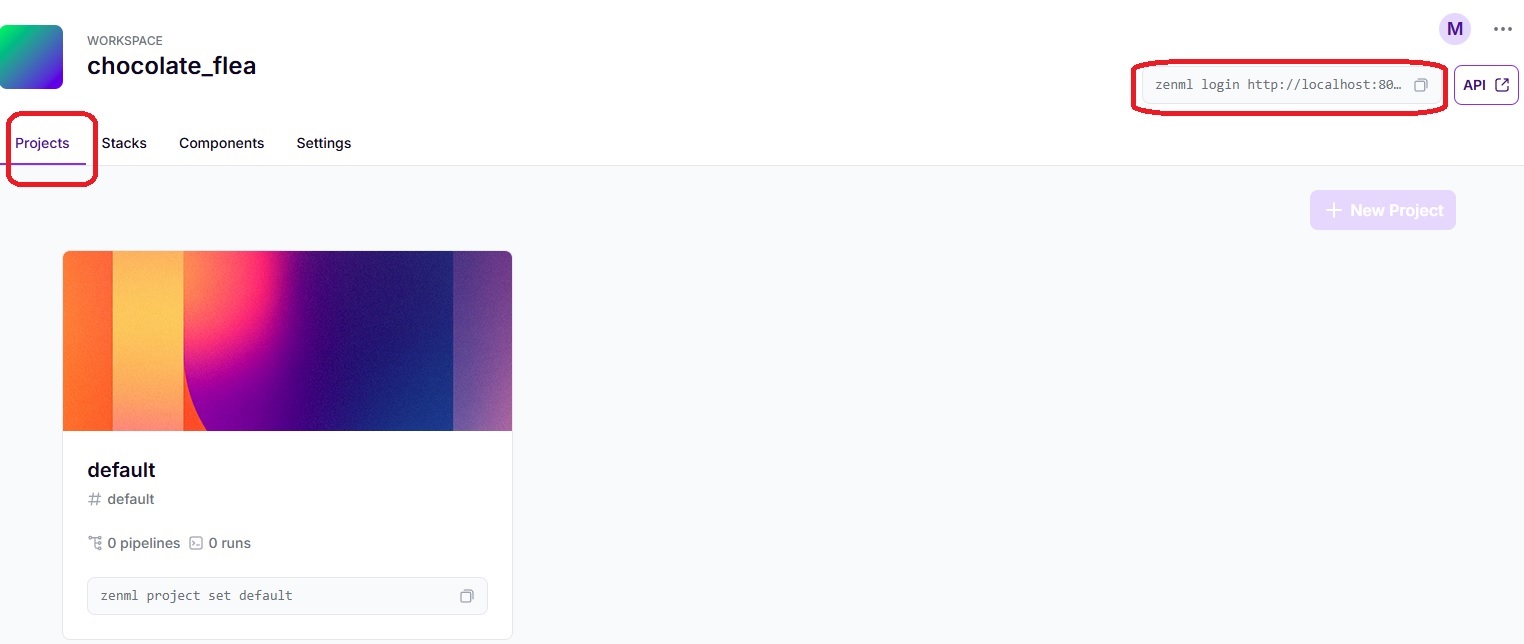 WORKSPACE
chocolate_flea
M
zenml login http://localhost:80…
API
Projects Stacks Components Settings
+ New Project
default
# default
0 pipelines 0 runs
zenml project set default